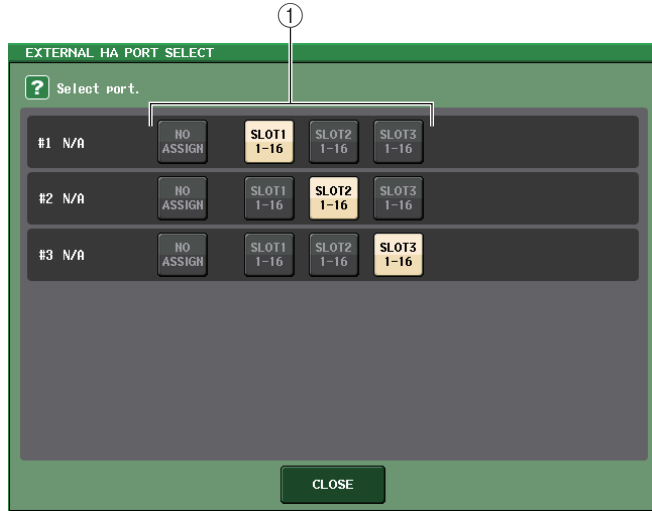 ①
EXTERNAL HA PORT SELECT
? Select port.
#1 N/A NO ASSIGN SLOT1 1-16 SLOT2 1-16 SLOT3 1-16
#2 N/A NO ASSIGN SLOT1 1-16 SLOT2 1-16 SLOT3 1-16
#3 N/A NO ASSIGN SLOT1 1-16 SLOT2 1-16 SLOT3 1-16
CLOSE